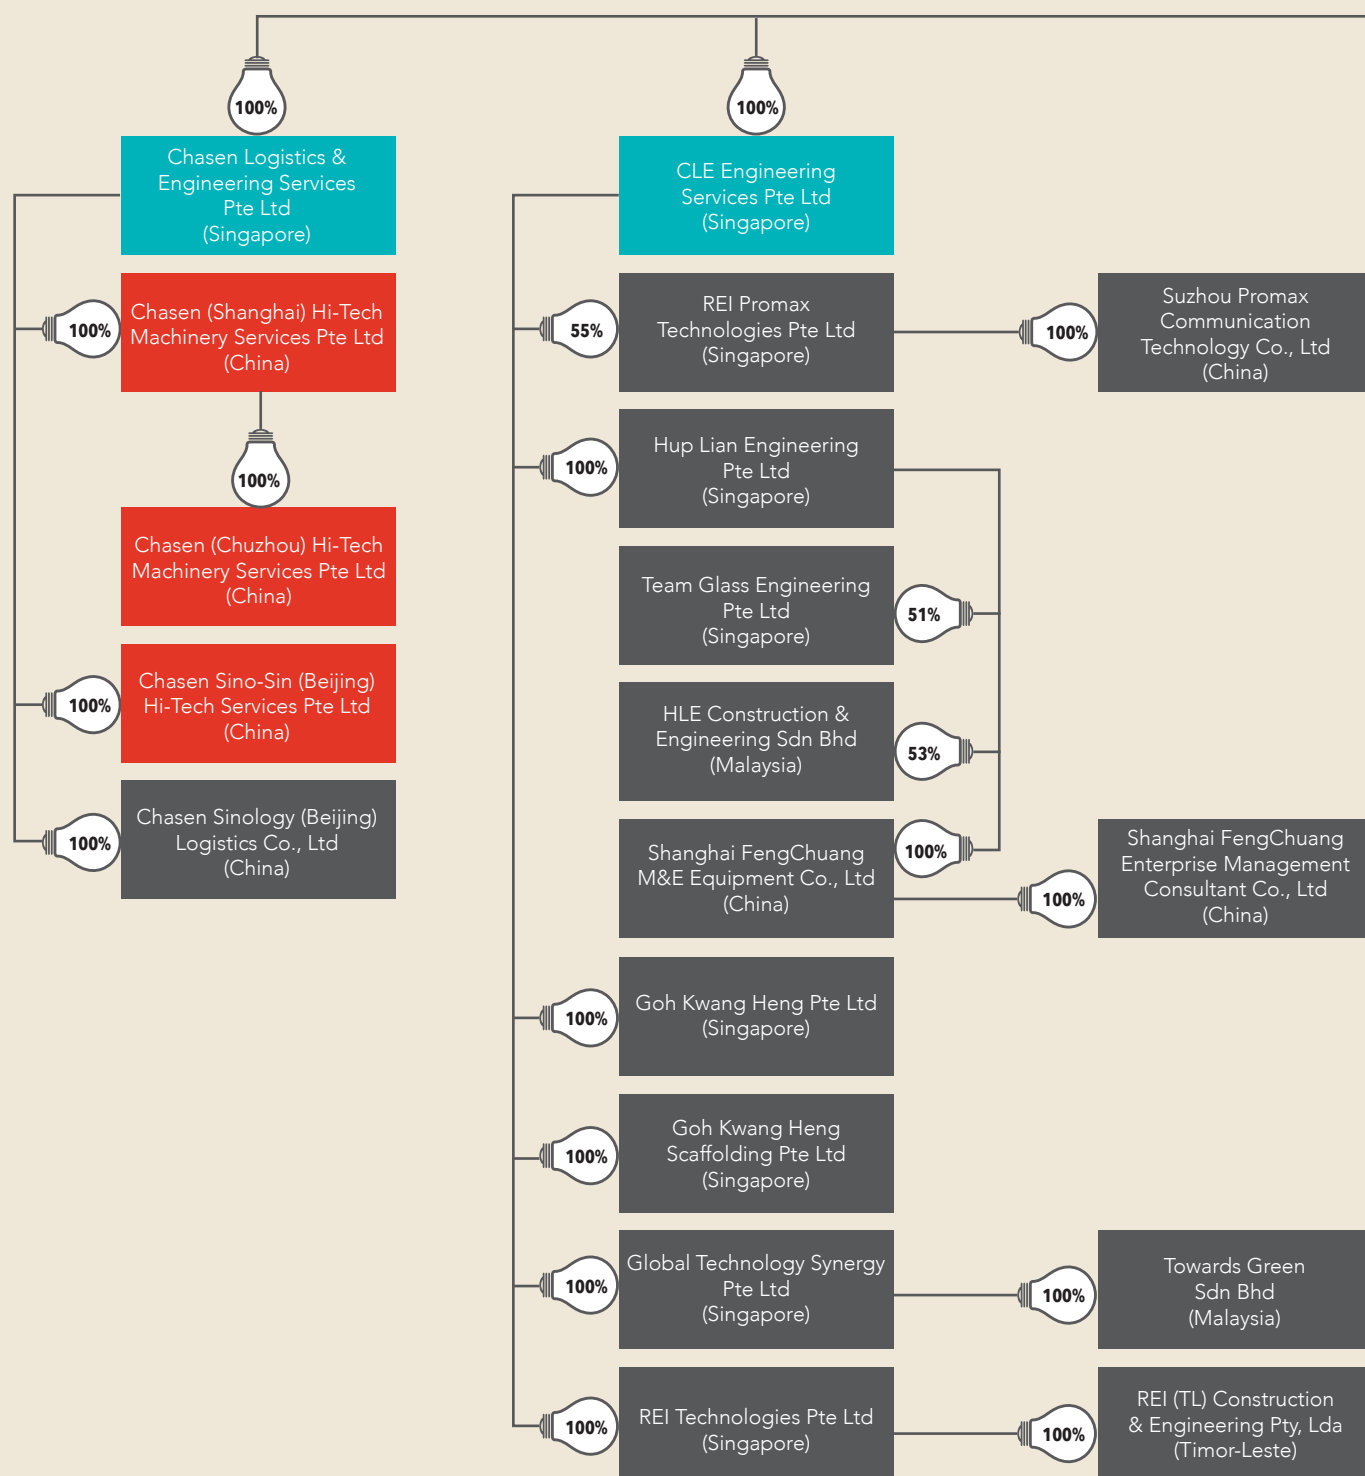 100%
Chasen Logistics &
Engineering Services
Pte Ltd
(Singapore)
100%
Chasen (Shanghai) Hi-Tech
Machinery Services Pte Ltd
(China)
100%
Chasen (Chuzhou) Hi-Tech
Machinery Services Pte Ltd
(China)
100%
Chasen Sino-Sin (Beijing)
Hi-Tech Services Pte Ltd
(China)
100%
Chasen Sinology (Beijing)
Logistics Co., Ltd
(China)
100%
CLE Engineering
Services Pte Ltd
(Singapore)
55%
REI Promax
Technologies Pte Ltd
(Singapore)
100%
Suzhou Promax
Communication
Technology Co., Ltd
(China)
100%
Hup Lian Engineering
Pte Ltd
(Singapore)
Team Glass Engineering
Pte Ltd
(Singapore)
51%
HLE Construction &
Engineering Sdn Bhd
(Malaysia)
53%
Shanghai FengChuang
M&E Equipment Co., Ltd
(China)
100%
100%
Shanghai FengChuang
Enterprise Management
Consultant Co., Ltd
(China)
100%
Goh Kwang Heng Pte Ltd
(Singapore)
100%
Goh Kwang Heng
Scaffolding Pte Ltd
(Singapore)
100%
Global Technology Synergy
Pte Ltd
(Singapore)
100%
Towards Green
Sdn Bhd
(Malaysia)
100%
REI Technologies Pte Ltd
(Singapore)
100%
REI (TL) Construction
& Engineering Pty, Lda
(Timor-Leste)